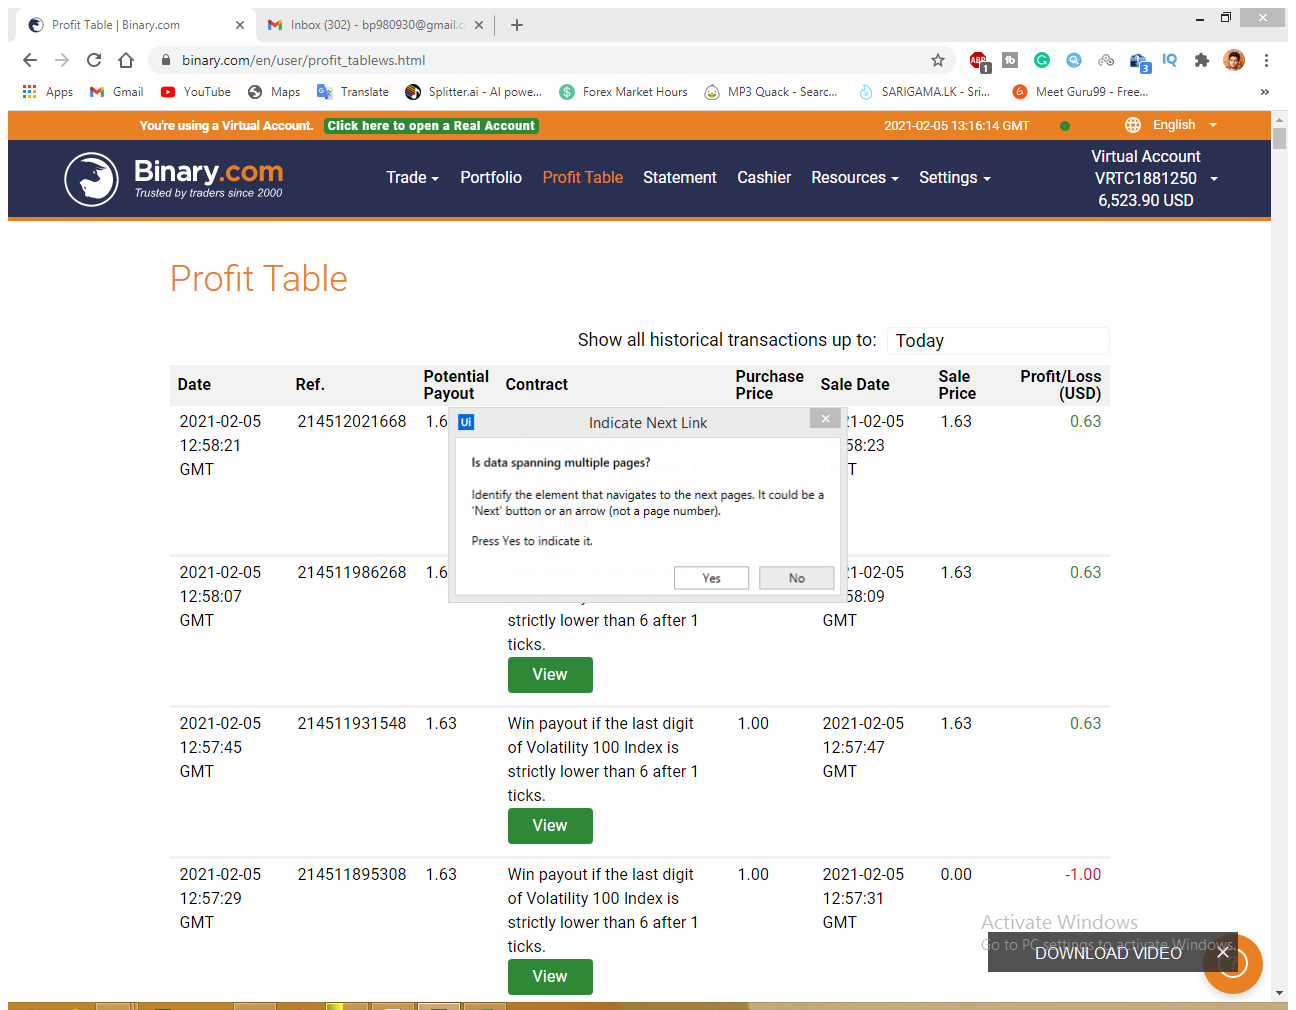 Profit Table | Binary.com
Inbox (302) - bp980930@gmail.c
binary.com/en/user/profit_tablews.html
ABP 1
tb
G
3
IQ
Apps
Gmail
YouTube
Maps
Translate
Splitter.ai - AI powe...
Forex Market Hours
MP3 Quack - Searc...
SARIGAMA.LK - Sri...
Meet Guru99 - Free...
»
You're using a Virtual Account. Click here to open a Real Account
2021-02-05 13:16:14 GMT
English
Binary.com
Trusted by traders since 2000
Trade Portfolio Profit Table Statement Cashier Resources Settings
Virtual Account
VRTC1881250
6,523.90 USD
Profit Table
Show all historical transactions up to: Today
Date Ref. Potential Payout Contract Purchase Price Sale Date Sale Price Profit/Loss (USD)
2021-02-05 214512021668 1.6 21-02-05 1.63 0.63
12:58:21 58:23
GMT T
Ui Indicate Next Link
Is data spanning multiple pages?
Identify the element that navigates to the next pages. It could be a
'Next' button or an arrow (not a page number).
Press Yes to indicate it.
Yes No
2021-02-05 214511986268 1.6 21-02-05 1.63 0.63
12:58:07 58:09
GMT strictly lower than 6 after 1 GMT
ticks.
View
2021-02-05 214511931548 1.63 Win payout if the last digit 1.00 2021-02-05 1.63 0.63
12:57:45 of Volatility 100 Index is 12:57:47
GMT strictly lower than 6 after 1 GMT
ticks.
View
2021-02-05 214511895308 1.63 Win payout if the last digit 1.00 2021-02-05 0.00 -1.00
12:57:29 of Volatility 100 Index is 12:57:31
GMT strictly lower than 6 after 1 GMT
ticks.
View
Activate Windows
Go to PC settings to activate Windows.
DOWNLOAD VIDEO